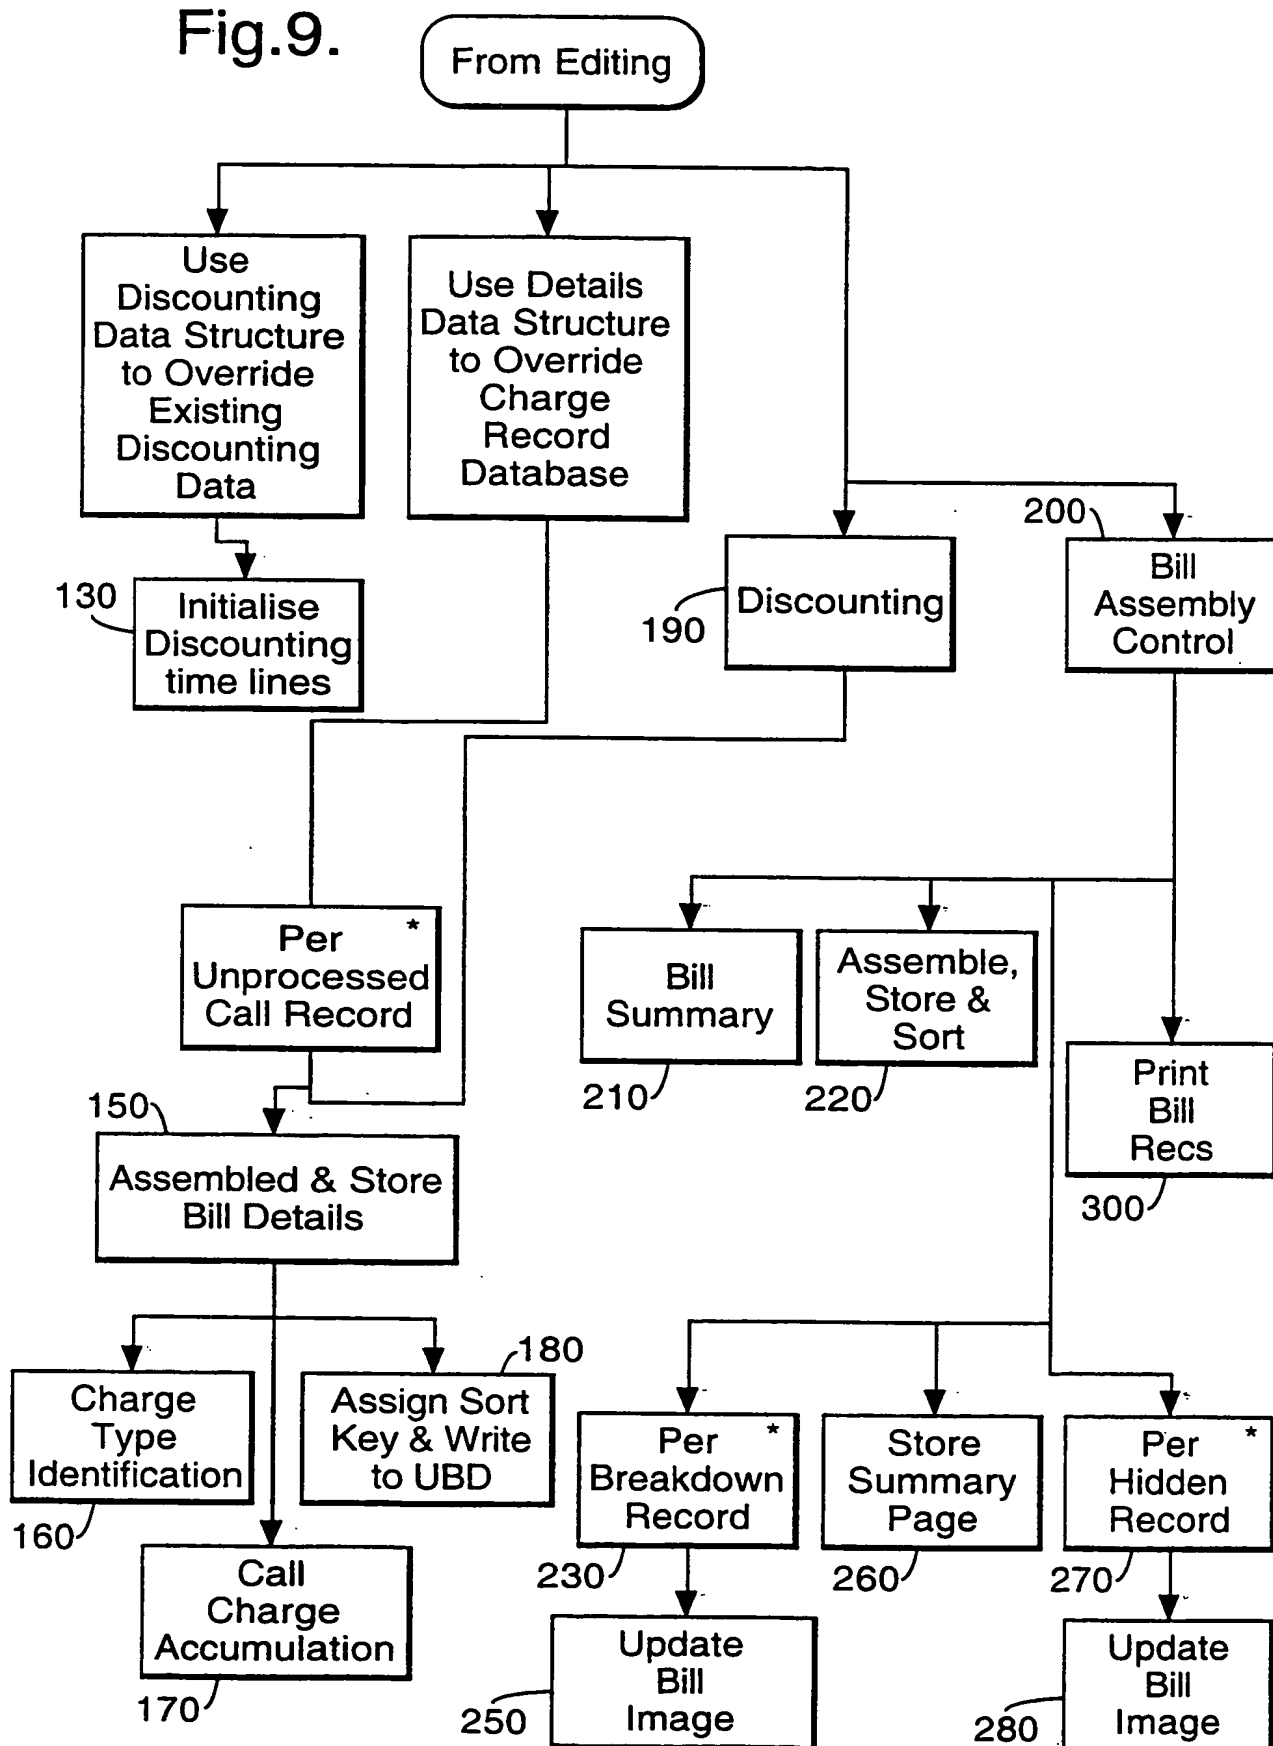 Fig.9.
From Editing
Use
Discounting
Data Structure
to Override
Existing
Discounting
Data
Use Details
Data Structure
to Override
Charge
Record
Database
130
Initialise
Discounting
time lines
190
Discounting
200
Bill
Assembly
Control
Per *
Unprocessed
Call Record
Bill
Summary
210
Assemble,
Store &
Sort
220
Print
Bill
Recs
300
150
Assembled & Store
Bill Details
Charge
Type
Identification
160
180
Assign Sort
Key & Write
to UBD
Call
Charge
Accumulation
170
Per *
Breakdown
Record
230
Store
Summary
Page
260
Per *
Hidden
Record
270
Update
Bill
Image
250
Update
Bill
Image
280